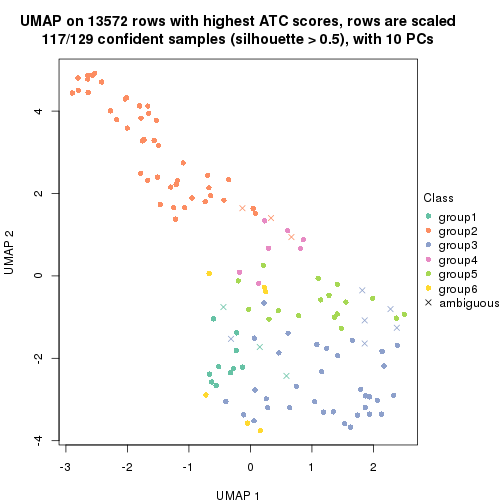 UMAP on 13572 rows with highest ATC scores, rows are scaled
117/129 confident samples (silhouette > 0.5), with 10 PCs
4
2
0
-2
-4
UMAP 2
-3
-2
-1
0
1
2
UMAP 1
Class
group1
group2
group3
group4
group5
group6
ambiguous